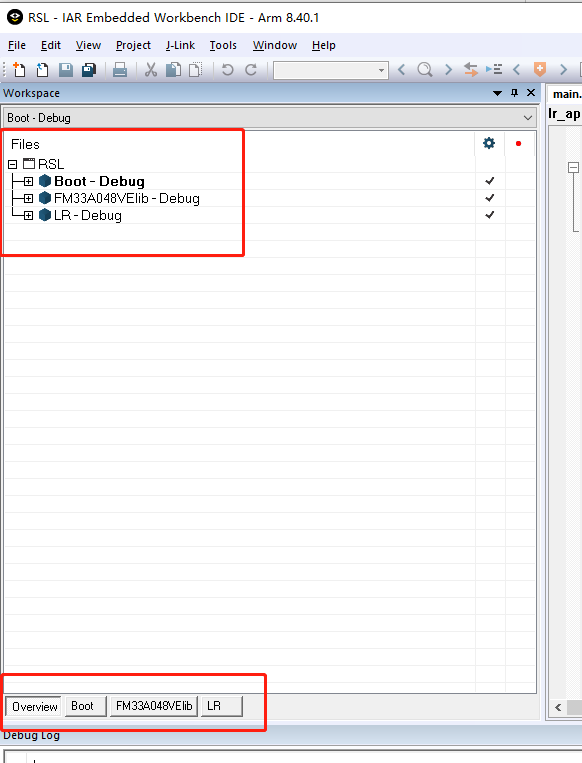 RSL - IAR Embedded Workbench IDE - Arm 8.40.1
File Edit View Project J-Link Tools Window Help
Workspace
main.
Boot - Debug
lr_ap
Files
RSL
Boot - Debug
FM33A048VElib - Debug
LR - Debug
Overview Boot FM33A048VElib LR
Debug Log